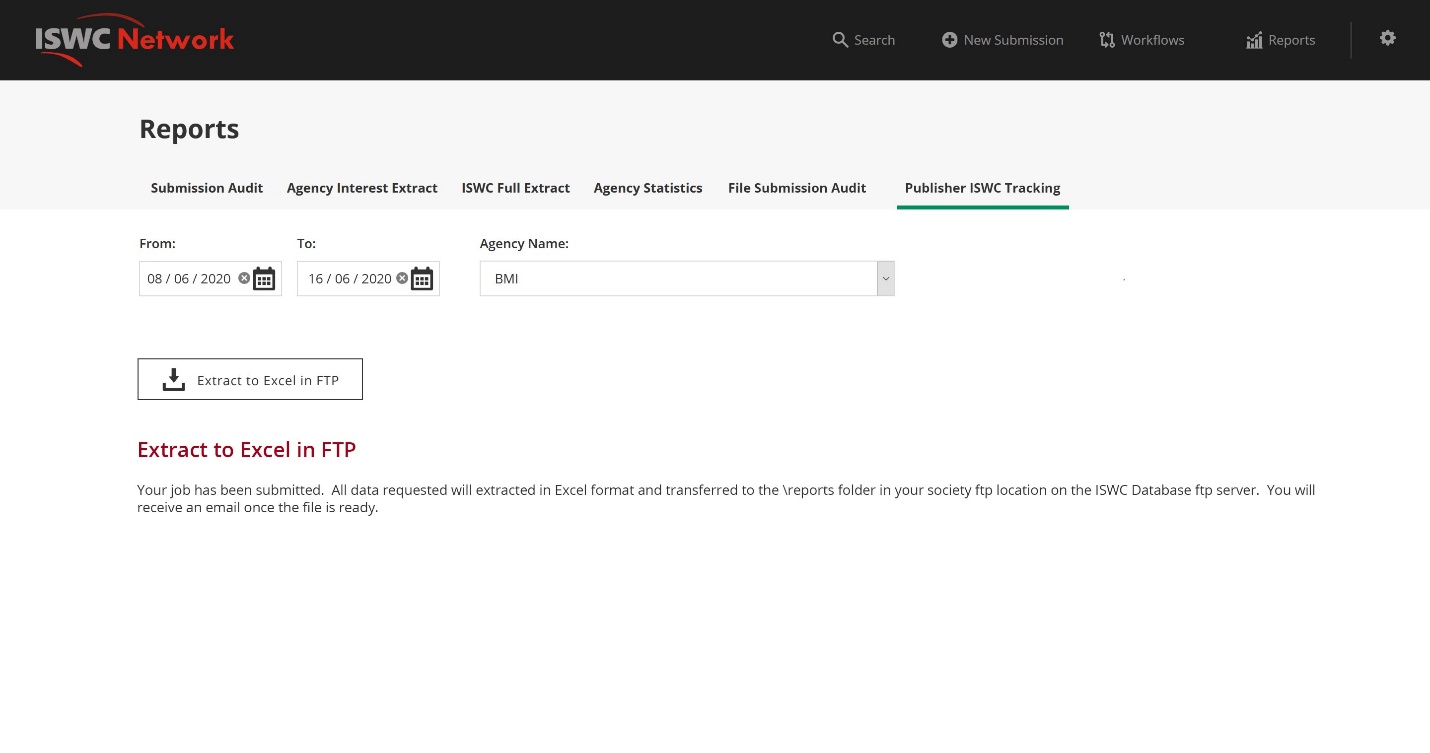 ISWC Network
Search
New Submission
Workflows
Reports
Reports
Submission Audit
Agency Interest Extract
ISWC Full Extract
Agency Statistics
File Submission Audit
Publisher ISWC Tracking
From:
To:
Agency Name:
08 / 06 / 2020
16 / 06 / 2020
BMI
Extract to Excel in FTP
Extract to Excel in FTP
Your job has been submitted.  All data requested will extracted in Excel format and transferred to the \reports folder in your society ftp location on the ISWC Database ftp server.  You will
receive an email once the file is ready.